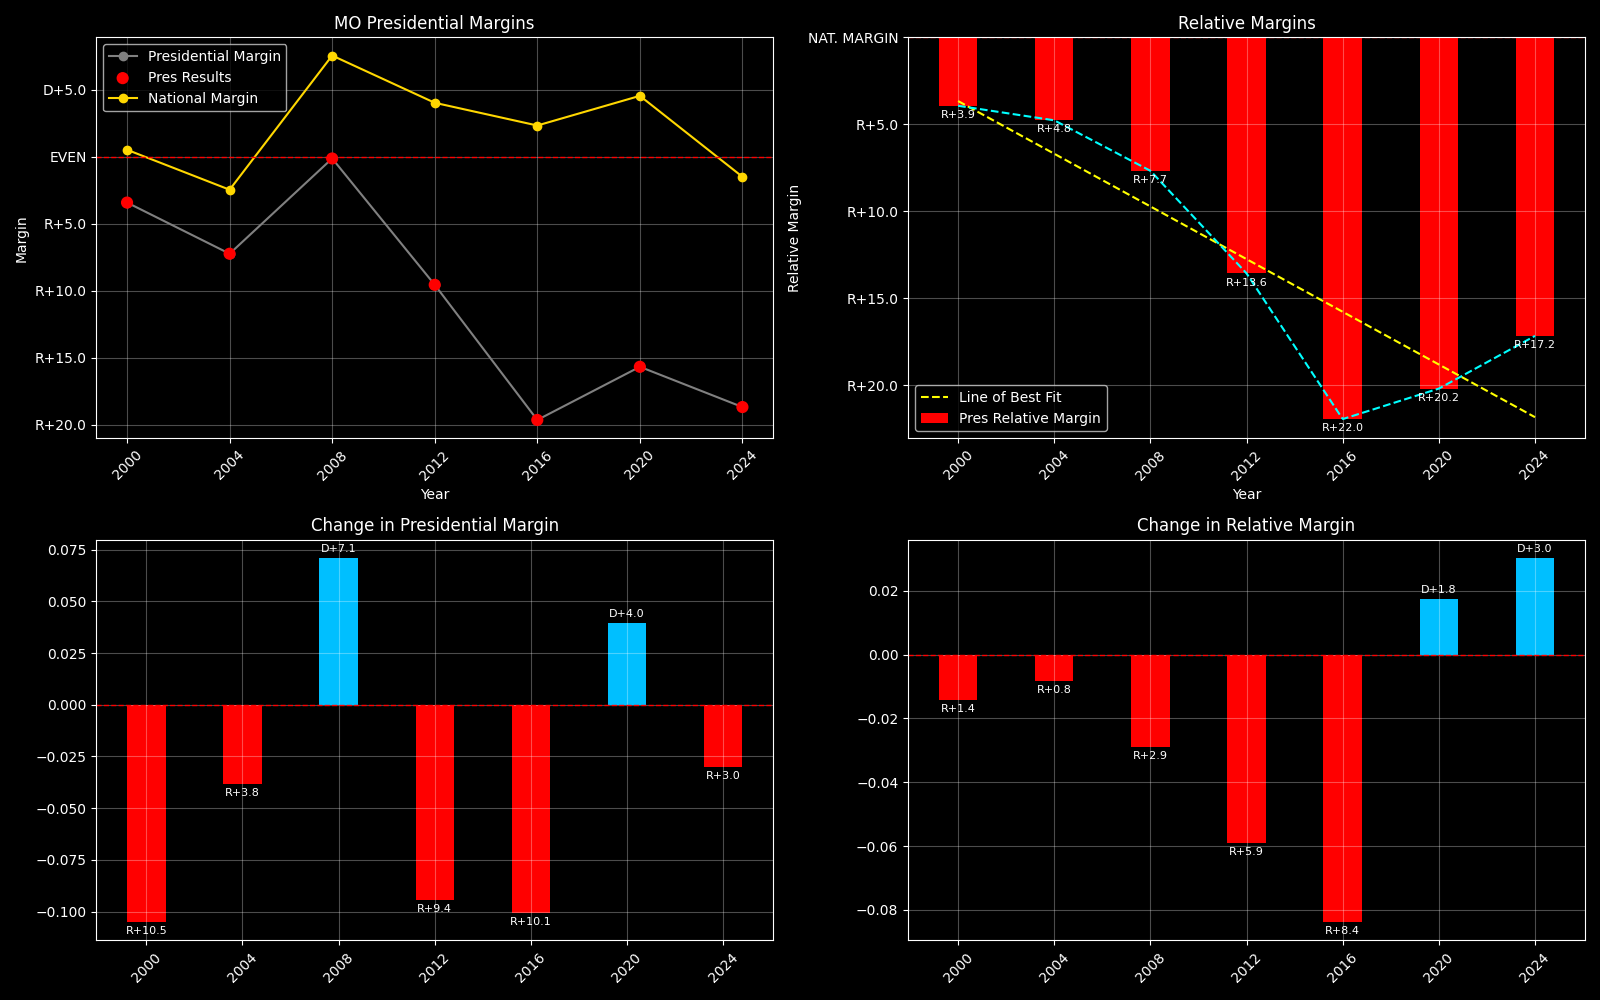 MO Presidential Margins
Presidential Margin
Pres Results
National Margin
D+5.0
EVEN
R+5.0
R+10.0
R+15.0
R+20.0
Margin
2000
2004
2008
2012
2016
2020
2024
Year
Relative Margins
NAT. MARGIN
R+5.0
R+10.0
R+15.0
R+20.0
Relative Margin
R+3.9
R+4.8
R+7.7
R+13.6
R+22.0
R+20.2
R+17.2
Line of Best Fit
Pres Relative Margin
2000
2004
2008
2012
2016
2020
2024
Year
Change in Presidential Margin
0.075
0.050
0.025
0.000
−0.025
−0.050
−0.075
−0.100
R+10.5
R+3.8
D+7.1
R+9.4
R+10.1
D+4.0
R+3.0
2000
2004
2008
2012
2016
2020
2024
Change in Relative Margin
0.02
0.00
−0.02
−0.04
−0.06
−0.08
R+1.4
R+0.8
R+2.9
R+5.9
R+8.4
D+1.8
D+3.0
2000
2004
2008
2012
2016
2020
2024